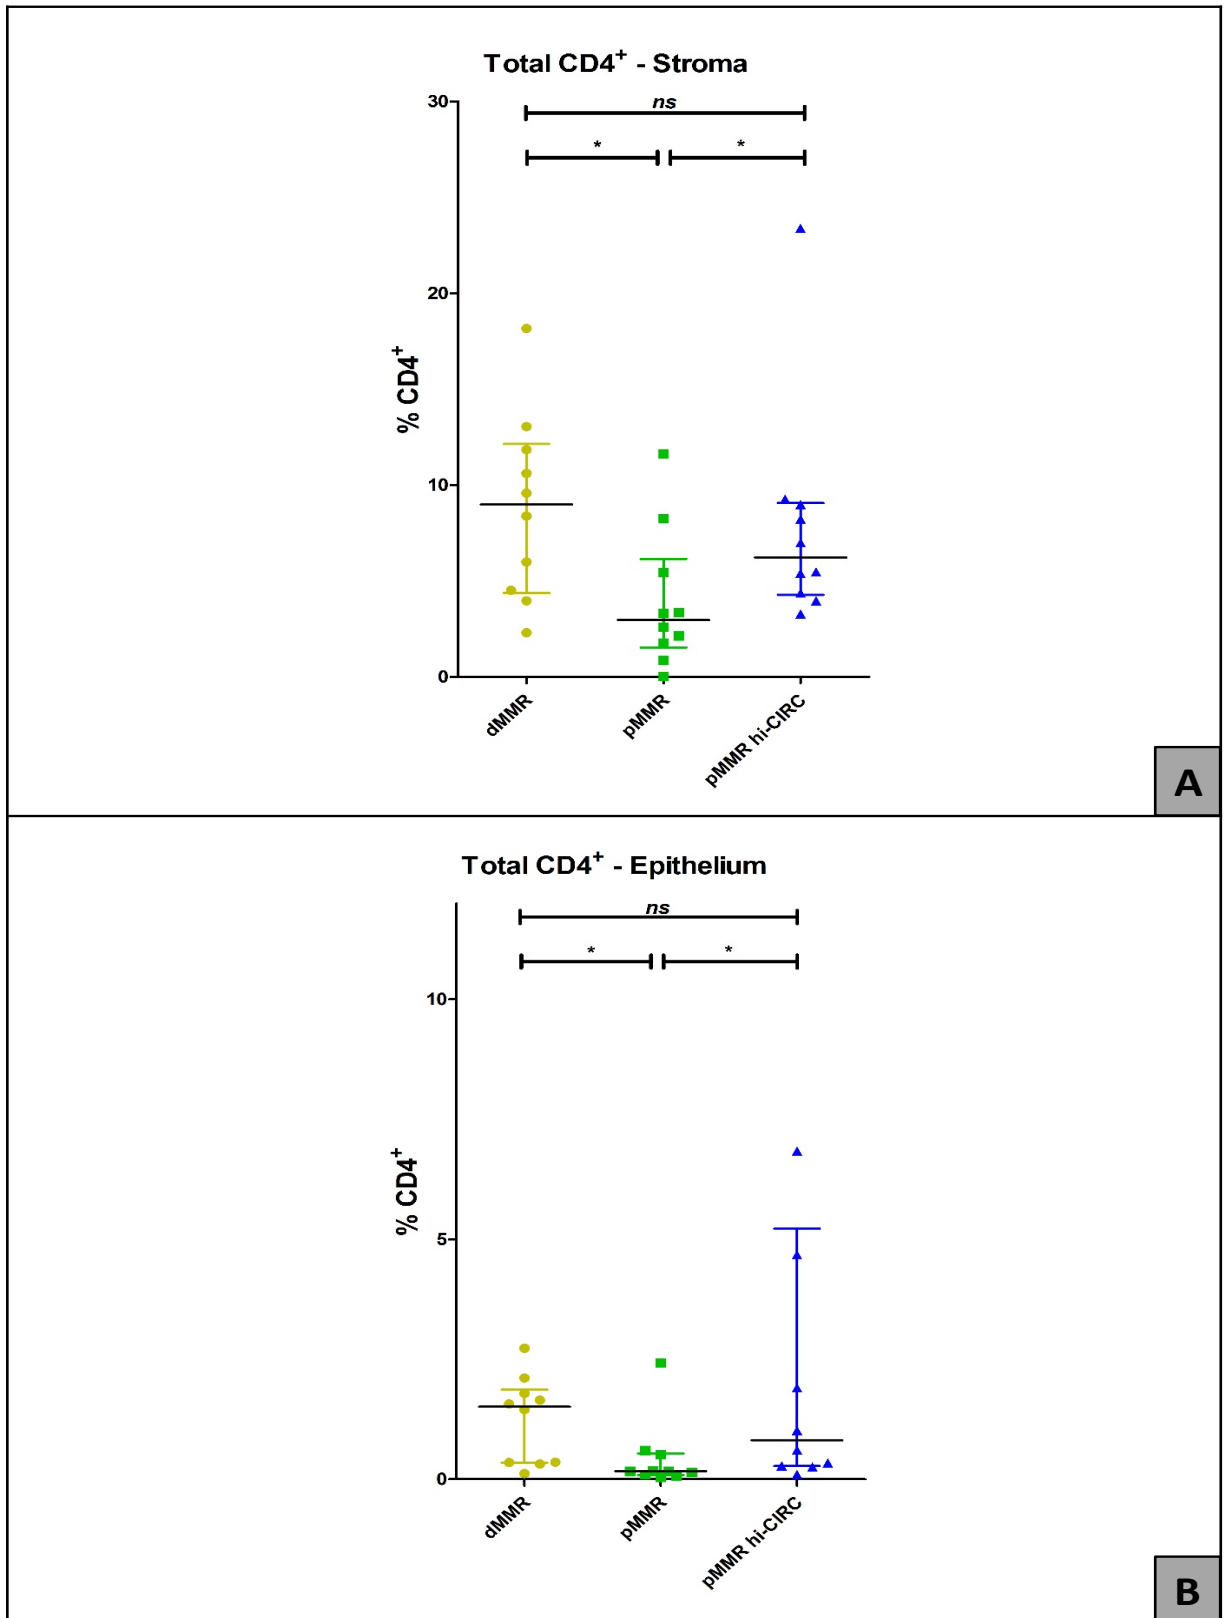 Total CD4+ - Stroma
30
ns
*
*
20
% CD4+
10
0
dMMR
pMMR
pMMR hi-CIRC
A
Total CD4+ - Epithelium
ns
*
*
10
% CD4+
5
0
dMMR
pMMR
pMMR hi-CIRC
B